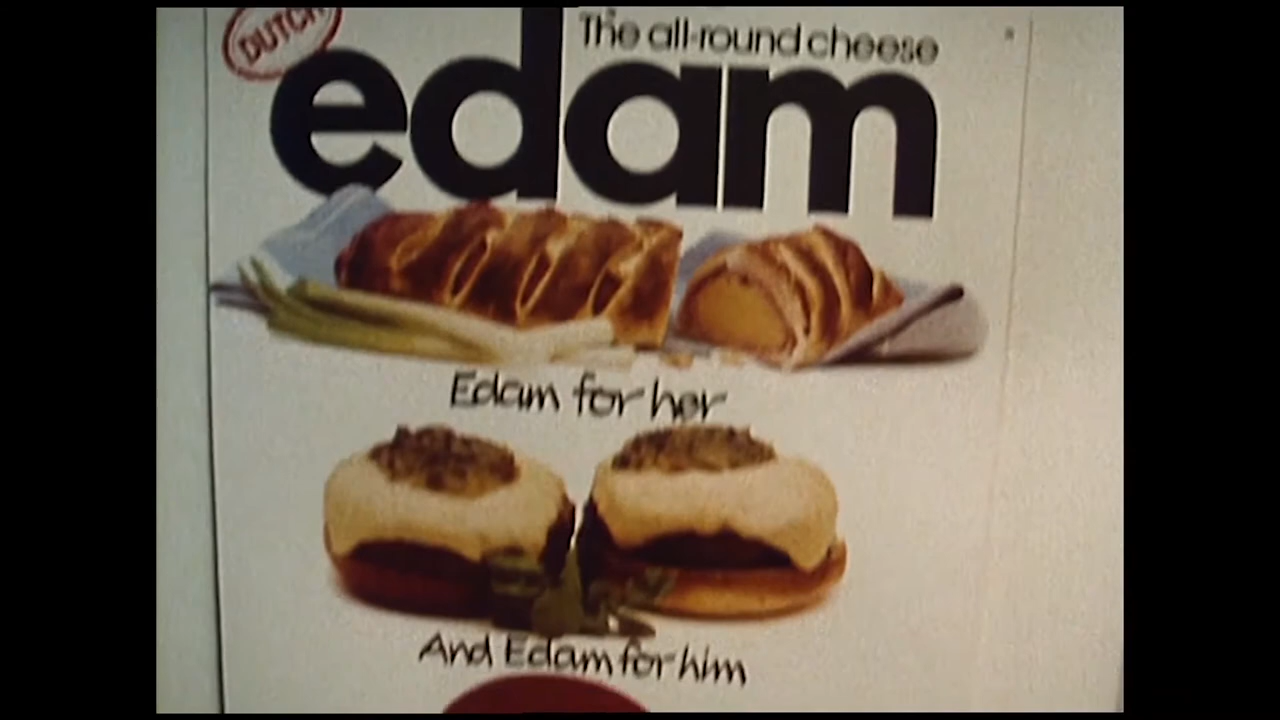 DUTCH
The all-round cheese
edam
Edam for her
And Edam for him